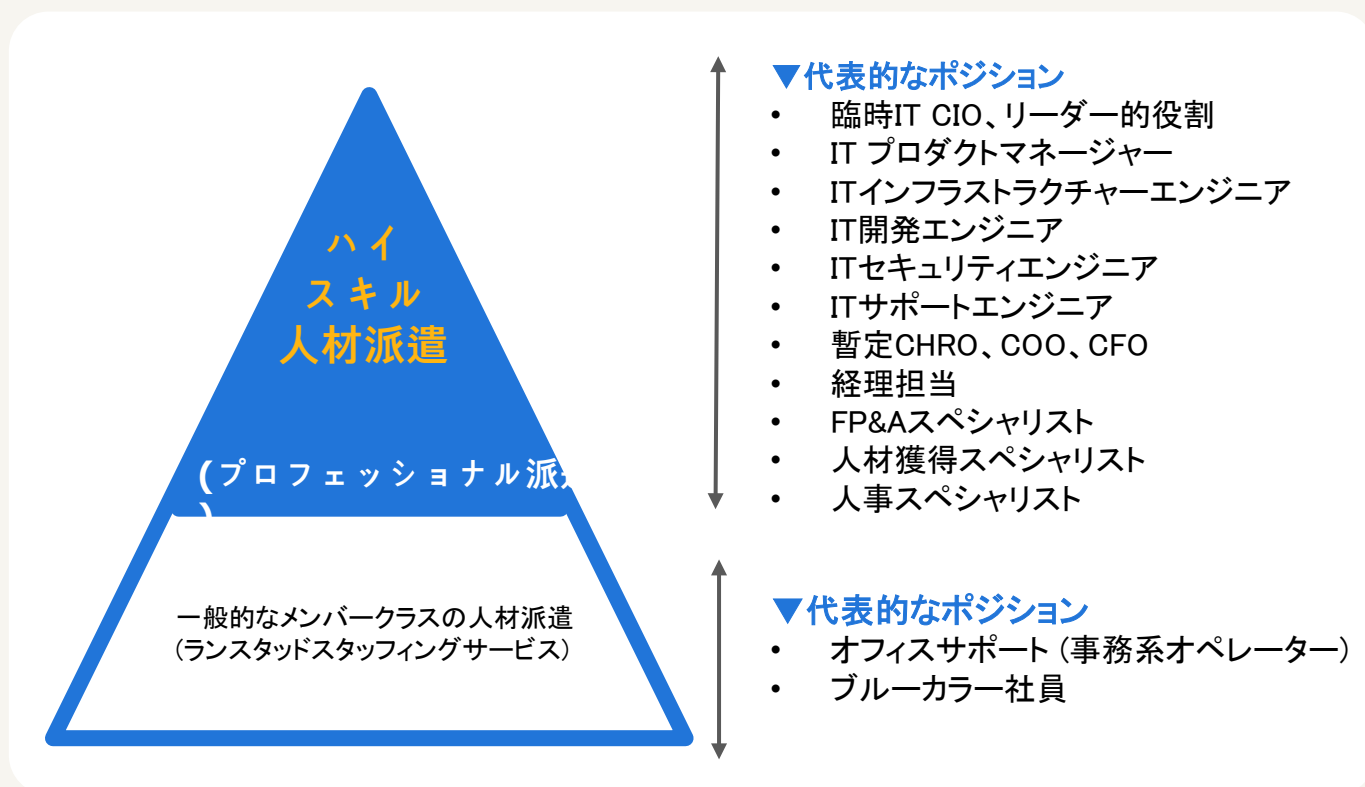 ハイ
スキル
人材派遣
(プロフェッショナル派
)
一般的なメンバークラスの人材派遣
(ランスタッドスタッフィングサービス)
▼代表的なポジション
• 臨時IT CIO、リーダー的役割
• IT プロダクトマネージャー
• ITインフラストラクチャーエンジニア
• IT開発エンジニア
• ITセキュリティエンジニア
• ITサポートエンジニア
• 暫定CHRO、COO、CFO
• 経理担当
• FP&Aスペシャリスト
• 人材獲得スペシャリスト
• 人事スペシャリスト
▼代表的なポジション
• オフィスサポート (事務系オペレーター)
• ブルーカラー社員